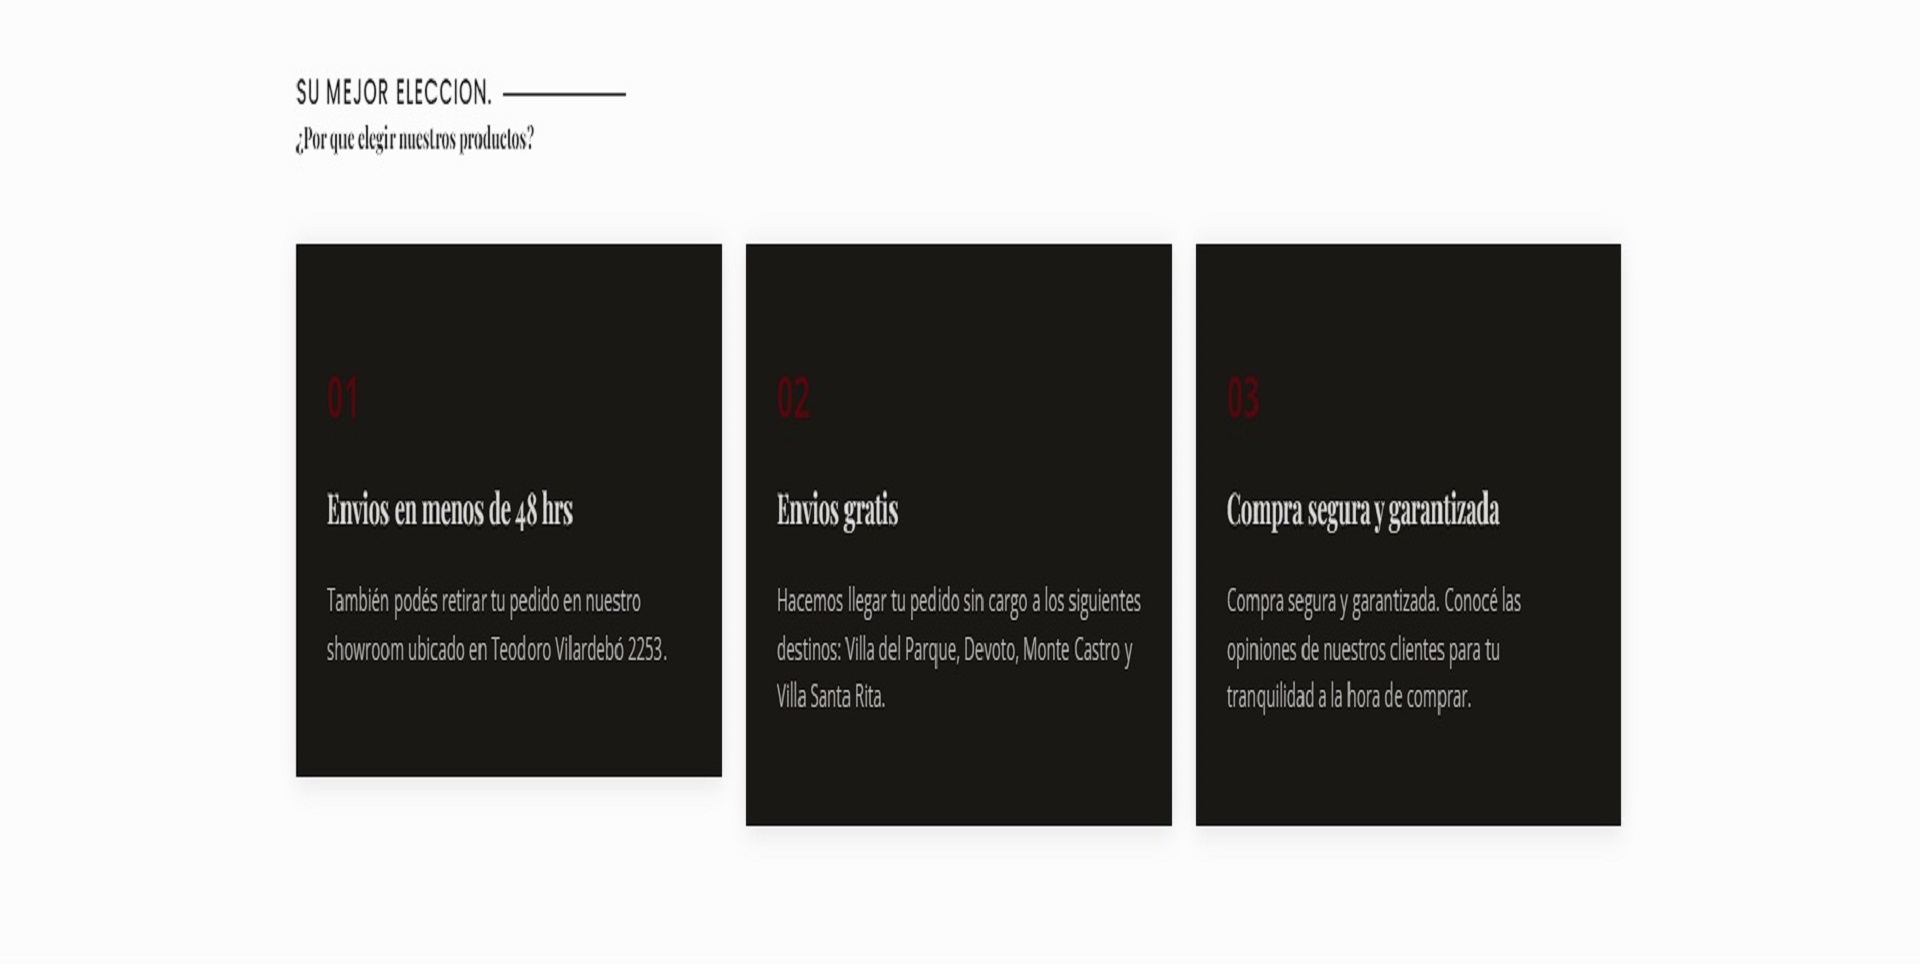 SU MEJOR ELECCION.
¿Por que elegir nuestros productos?
01
Envios en menos de 48 hrs
También podés retirar tu pedido en nuestro
showroom ubicado en Teodoro Vilardebó 2253.
02
Envios gratis
Hacemos llegar tu pedido sin cargo a los siguientes
destinos: Villa del Parque, Devoto, Monte Castro y
Villa Santa Rita.
03
Compra segura y garantizada
Compra segura y garantizada. Conocé las
opiniones de nuestros clientes para tu
tranquilidad a la hora de comprar.